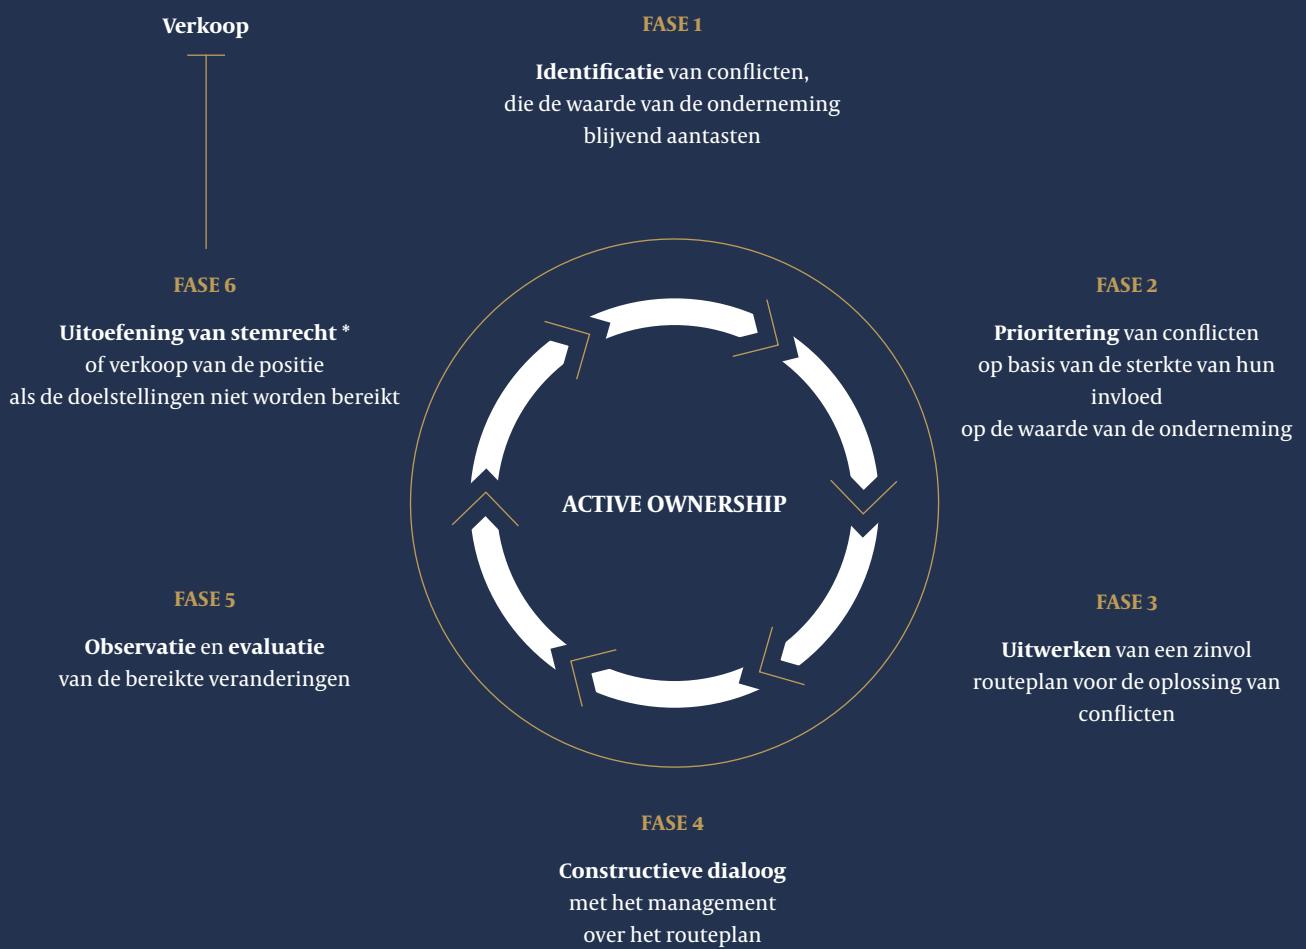 Verkoop
FASE 1
Identificatie van conflicten,
die de waarde van de onderneming
blijvend aantasten
FASE 2
Prioritering van conflicten
op basis van de sterkte van hun
invloed
op de waarde van de onderneming
FASE 3
Uitwerken van een zinvol
routeplan voor de oplossing van
conflicten
FASE 4
Constructieve dialoog
met het management
over het routeplan
FASE 5
Observatie en evaluatie
van de bereikte veranderingen
FASE 6
Uitoefening van stemrecht *
of verkoop van de positie
als de doelstellingen niet worden bereikt
ACTIVE OWNERSHIP